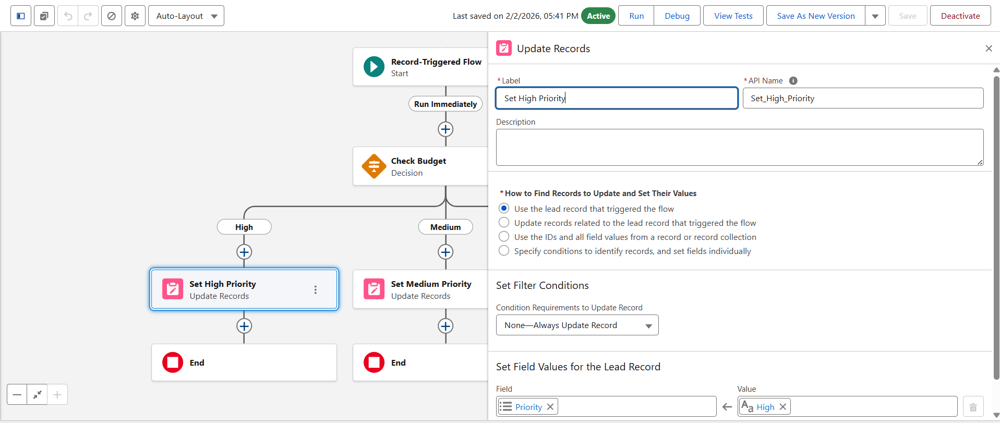 Auto-Layout
Last saved on 2/2/2026, 05:41 PM
Active
Run
Debug
View Tests
Save As New Version
Save
Deactivate
Record-Triggered Flow
Start
Run Immediately
Check Budget
Decision
High
Medium
Set High Priority
Update Records
Set Medium Priority
Update Records
End
End
Update Records
*Label
Set High Priority
*API Name
Set_High_Priority
Description
*How to Find Records to Update and Set Their Values
Use the lead record that triggered the flow
Update records related to the lead record that triggered the flow
Use the IDs and all field values from a record or record collection
Specify conditions to identify records, and set fields individually
Set Filter Conditions
Condition Requirements to Update Record
None—Always Update Record
Set Field Values for the Lead Record
Field
Priority
Value
Aa High